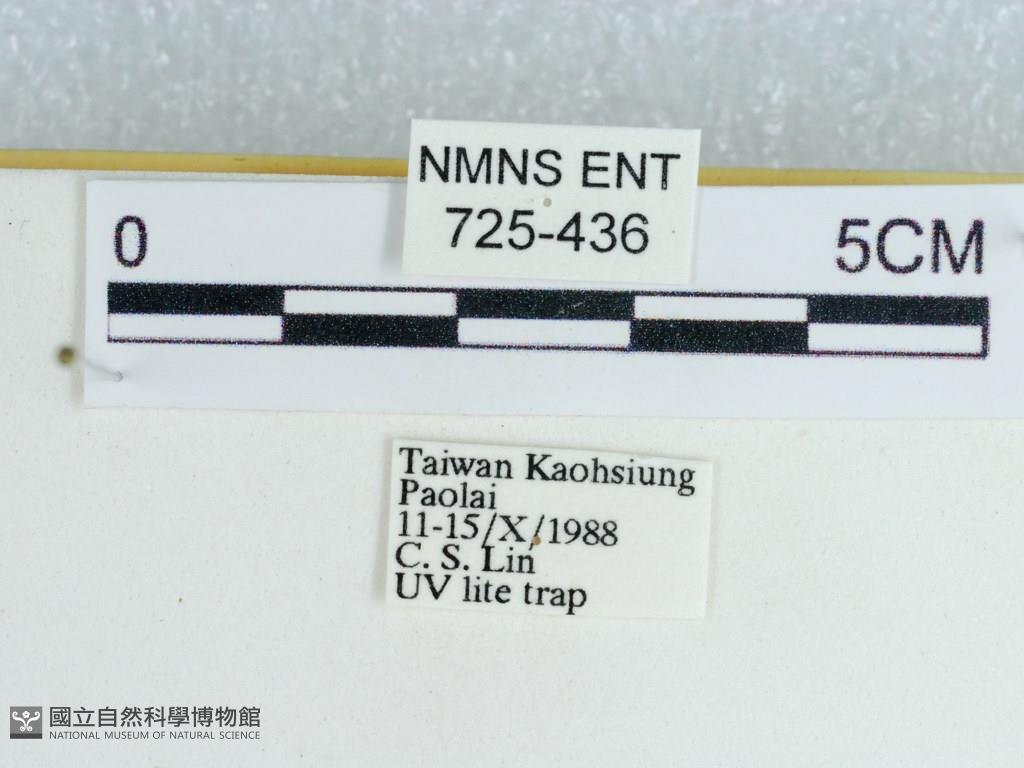 NMNS ENT
725-436
0
5CM
Taiwan Kaohsiung
Paolai
11-15/X/1988
C. S. Lin
UV lite trap
國立自然科學博物館
NATIONAL MUSEUM OF NATURAL SCIENCE